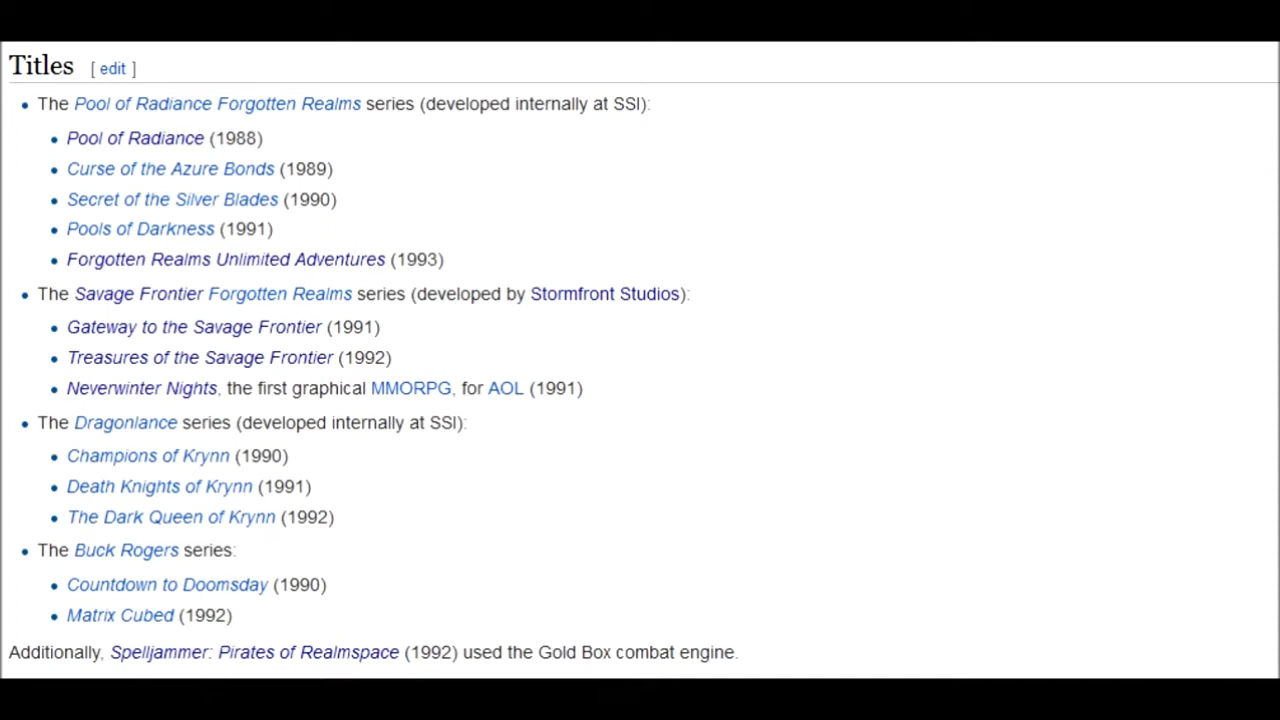 Titles [ edit ]
The Pool of Radiance Forgotten Realms series (developed internally at SSI):
Pool of Radiance (1988)
Curse of the Azure Bonds (1989)
Secret of the Silver Blades (1990)
Pools of Darkness (1991)
Forgotten Realms Unlimited Adventures (1993)
The Savage Frontier Forgotten Realms series (developed by Stormfront Studios):
Gateway to the Savage Frontier (1991)
Treasures of the Savage Frontier (1992)
Neverwinter Nights, the first graphical MMORPG, for AOL (1991)
The Dragonlance series (developed internally at SSI):
Champions of Krynn (1990)
Death Knights of Krynn (1991)
The Dark Queen of Krynn (1992)
The Buck Rogers series:
Countdown to Doomsday (1990)
Matrix Cubed (1992)
Additionally, Spelljammer: Pirates of Realmspace (1992) used the Gold Box combat engine.